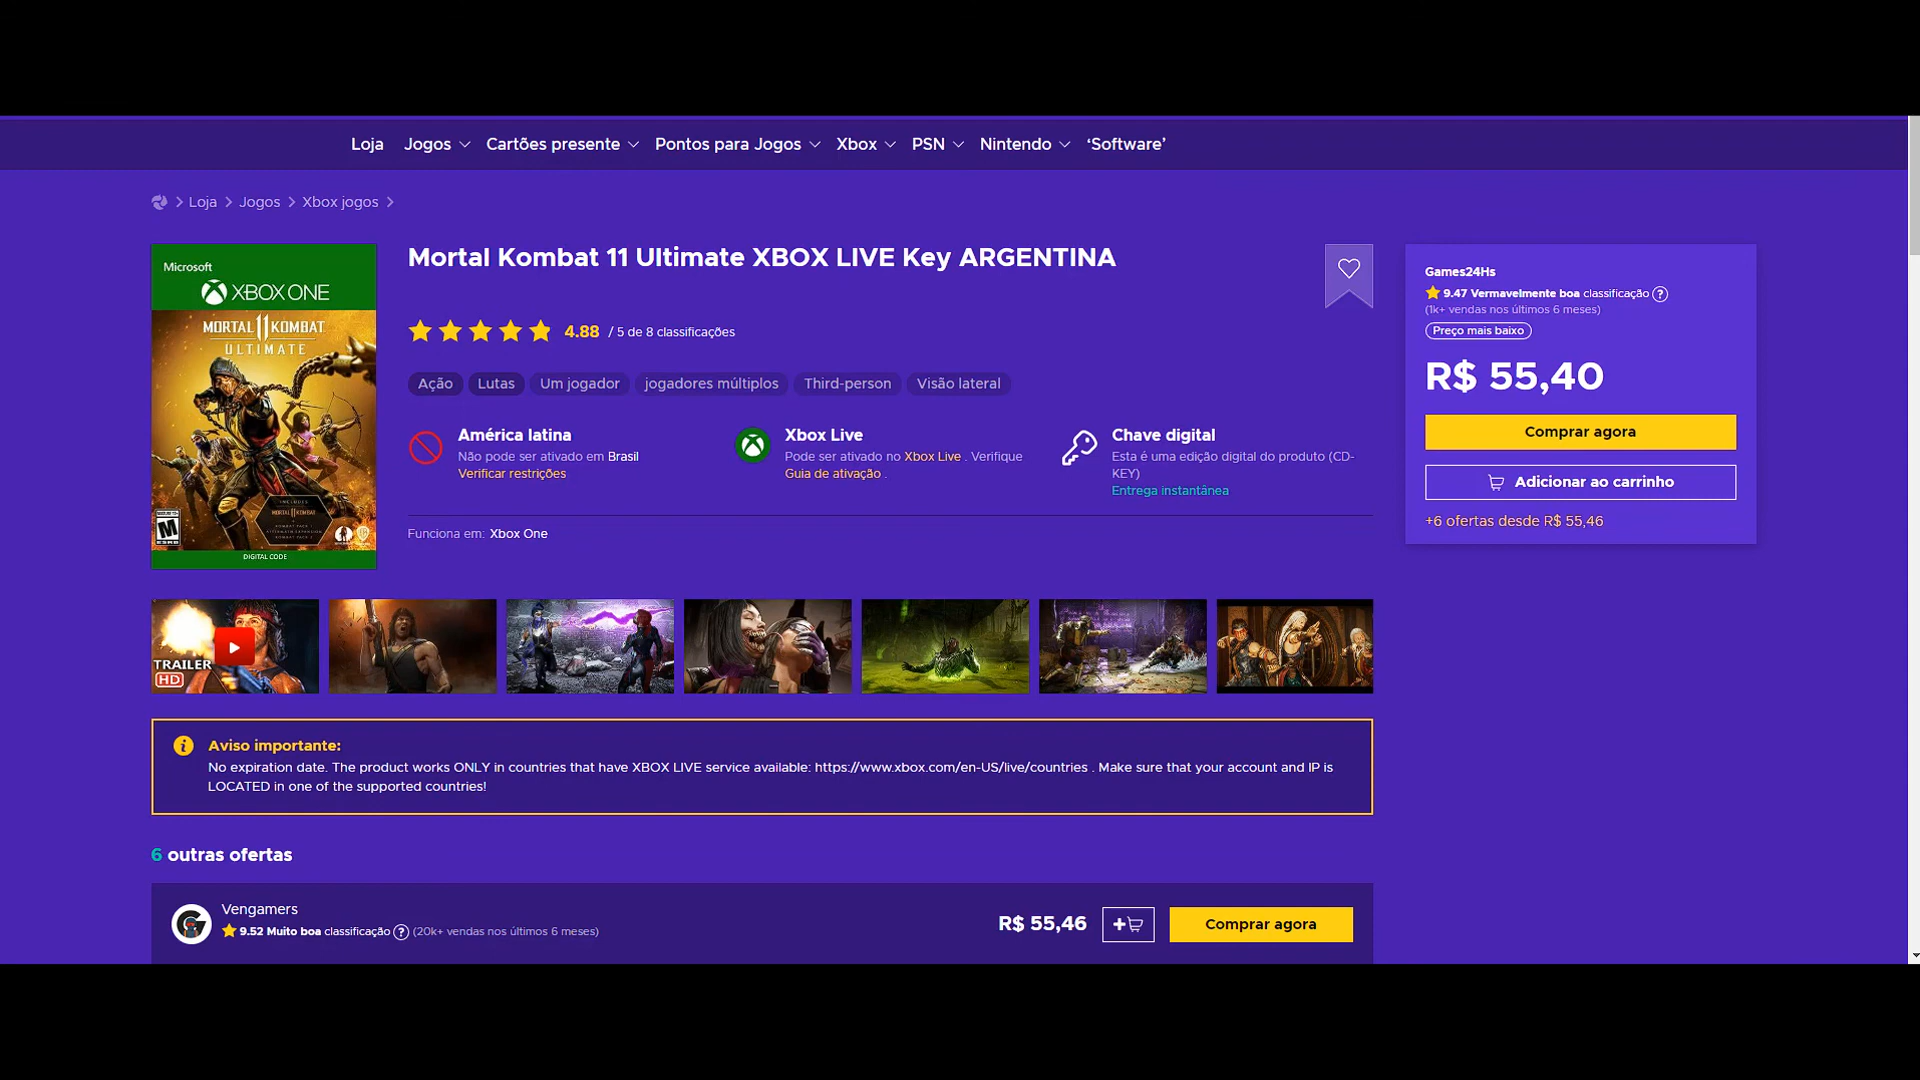 Loja Jogos Cartões presente Pontos para Jogos Xbox PSN Nintendo ‘Software’
Loja Jogos Xbox jogos
Microsoft
XBOX ONE
MORTAL KOMBAT 11
ULTIMATE
INCLUDES
MORTAL KOMBAT 11
M
ESRB
DIGITAL CODE
Mortal Kombat 11 Ultimate XBOX LIVE Key ARGENTINA
4.88 / 5 de 8 classificações
Ação Lutas Um jogador jogadores múltiplos Third-person Visão lateral
América latina
Não pode ser ativado em Brasil
Verificar restrições
Xbox Live
Pode ser ativado no Xbox Live . Verifique
Guia de ativação .
Chave digital
Esta é uma edição digital do produto (CD-
KEY)
Entrega instantânea
Funciona em: Xbox One
Games24Hs
9.47 Vermavelmente boa classificação ?
(1k+ vendas nos últimos 6 meses)
Preço mais baixo
R$ 55,40
Comprar agora
Adicionar ao carrinho
+6 ofertas desde R$ 55,46
TRAILER
HD
Aviso importante:
No expiration date. The product works ONLY in countries that have XBOX LIVE service available: https://www.xbox.com/en-US/live/countries . Make sure that your account and IP is
LOCATED in one of the supported countries!
6 outras ofertas
Vengamers
9.52 Muito boa classificação ? (20k+ vendas nos últimos 6 meses)
R$ 55,46
Comprar agora